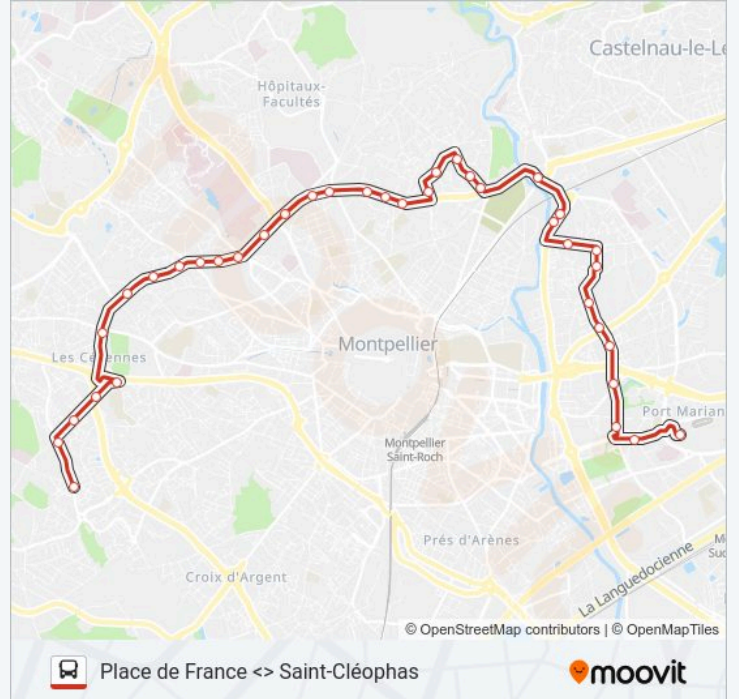 Castelnau-le-Le
Hôpitaux-
Facultés
Montpellier
Les Cévennes
Port Marian
Montpellier
Saint-Roch
Prés d'Arènes
M
Sud
La Languedocienne
Croix d'Argent
© OpenStreetMap contributors | © OpenMapTiles
Place de France <> Saint-Cléophas
moovit